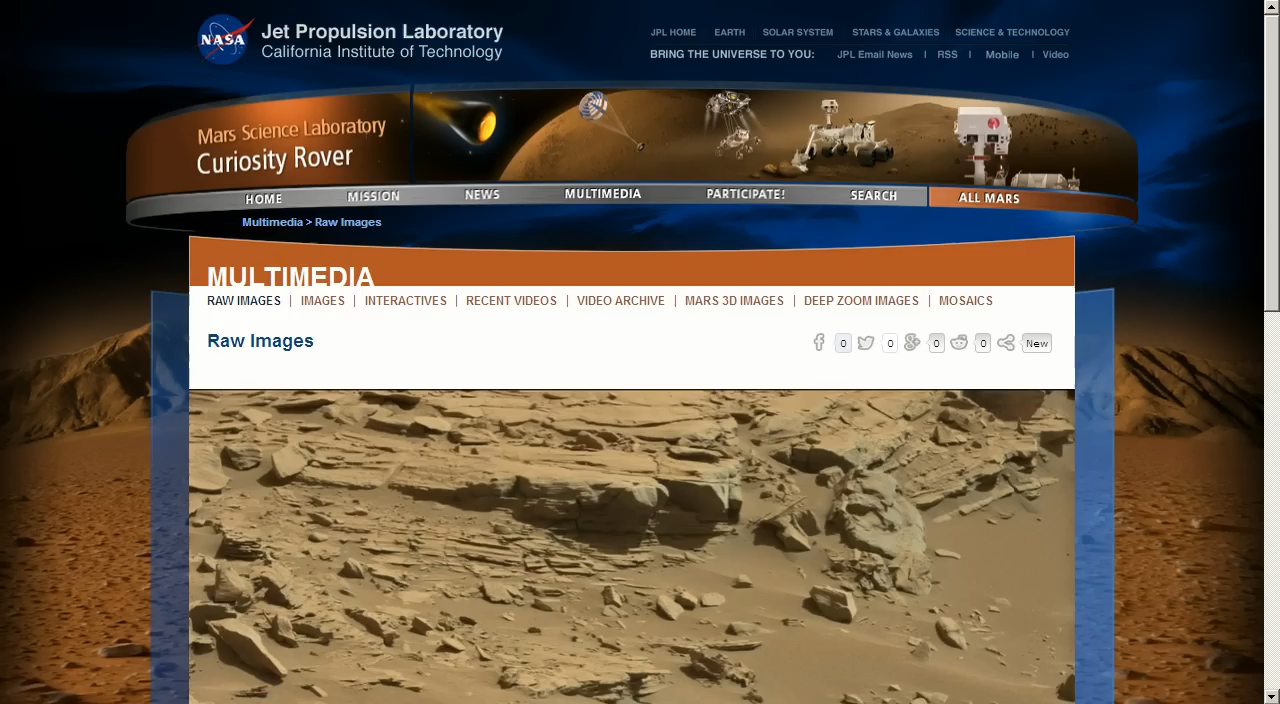 NASA
Jet Propulsion Laboratory
California Institute of Technology
JPL HOME EARTH SOLAR SYSTEM STARS & GALAXIES SCIENCE & TECHNOLOGY
BRING THE UNIVERSE TO YOU: JPL Email News | RSS | Mobile | Video
Mars Science Laboratory
Curiosity Rover
HOME MISSION NEWS MULTIMEDIA PARTICIPATE! SEARCH ALL MARS
Multimedia > Raw Images
MULTIMEDIA
RAW IMAGES | IMAGES | INTERACTIVES | RECENT VIDEOS | VIDEO ARCHIVE | MARS 3D IMAGES | DEEP ZOOM IMAGES | MOSAICS
Raw Images
0 0 0 0 New